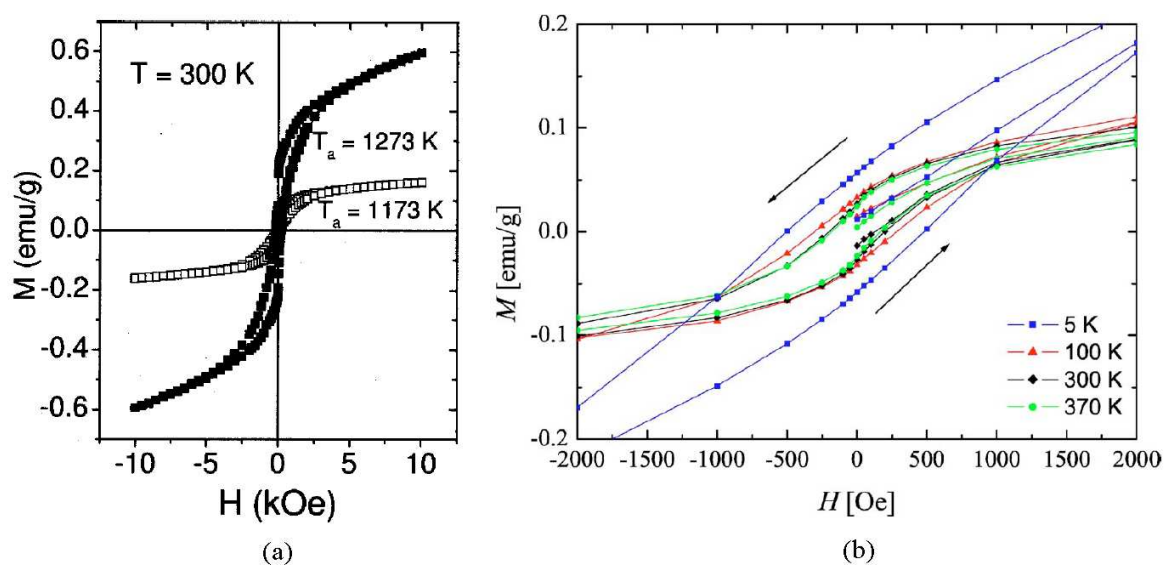 0.6
0.4
0.2
0.0
-0.2
-0.4
-0.6
M (emu/g)
T = 300 K
T_a = 1273 K
T_a = 1173 K
-10 -5 0 5 10
H (kOe)
(a)
0.2
0.1
0.0
-0.1
-0.2
M [emu/g]
5 K
100 K
300 K
370 K
-2000 -1500 -1000 -500 0 500 1000 1500 2000
H [Oe]
(b)